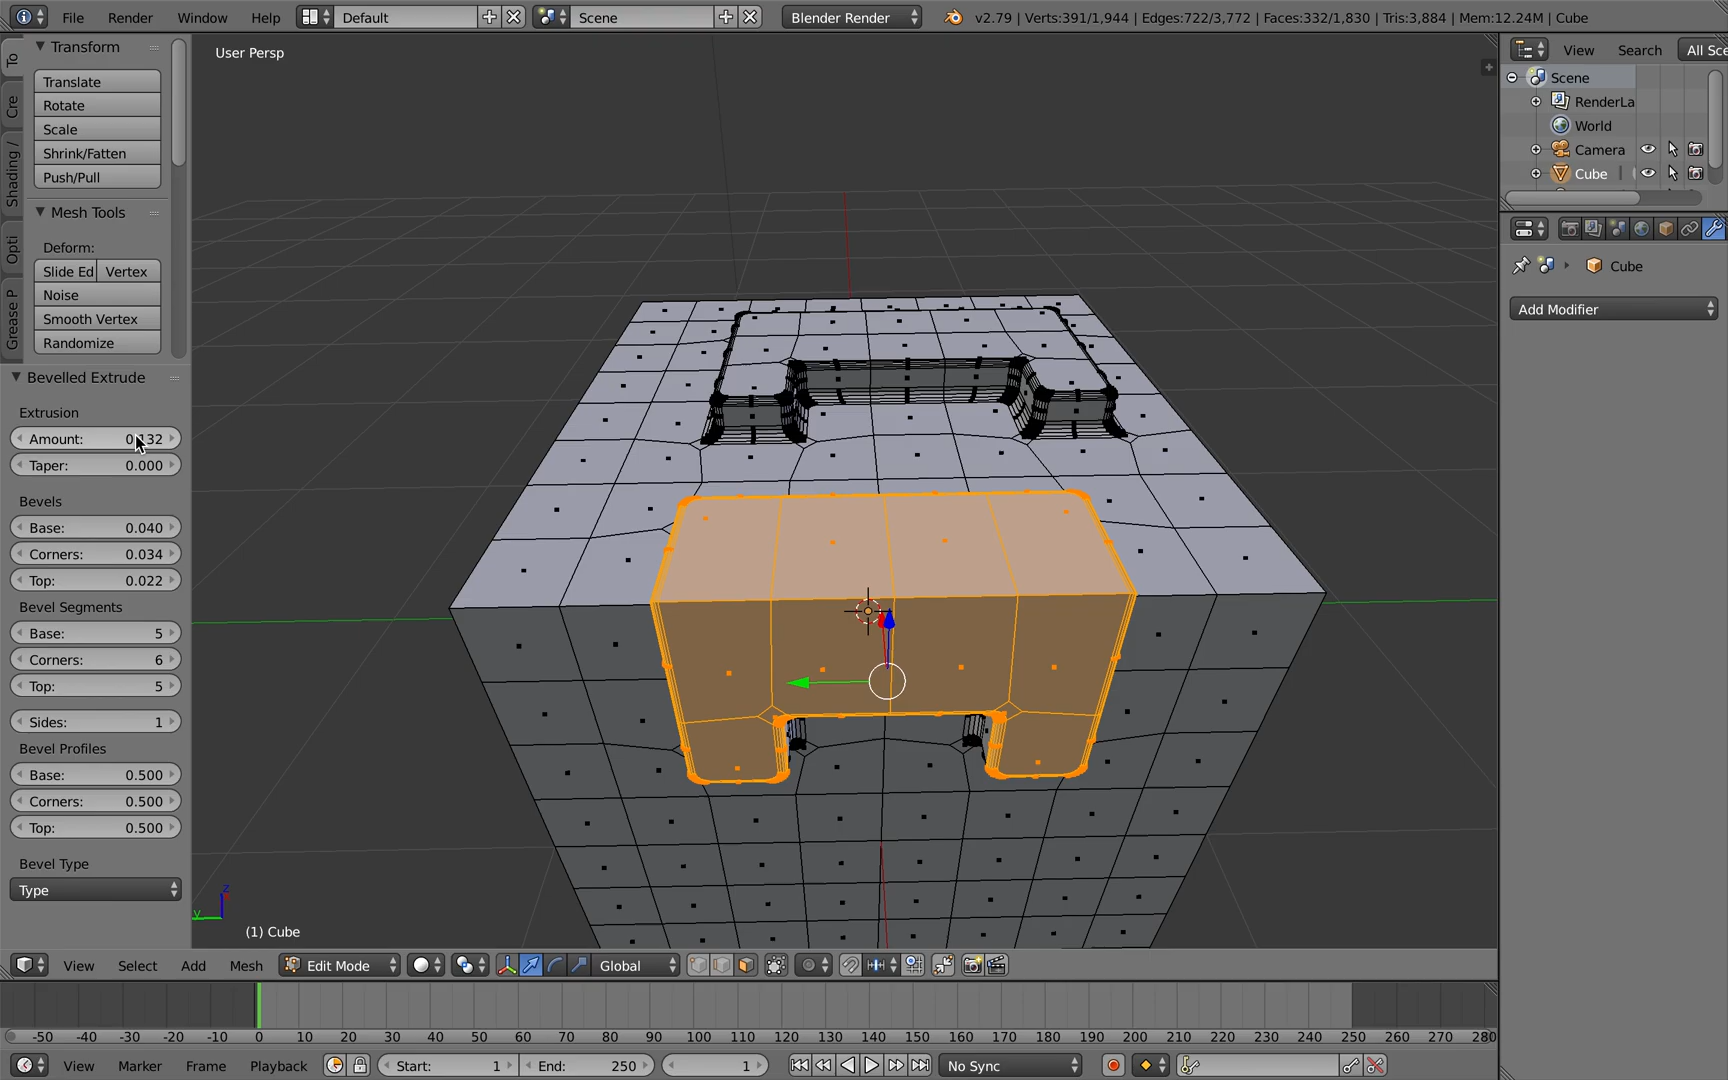 File Render Window Help Default Scene Blender Render v2.79 | Verts:391/1,944 | Edges:722/3,772 | Faces:332/1,830 | Tris:3,884 | Mem:12.24M | Cube
To
Cre
Shading /
Opti
Grease P
Transform
Translate
Rotate
Scale
Shrink/Fatten
Push/Pull
Mesh Tools
Deform:
Slide Ed Vertex
Noise
Smooth Vertex
Randomize
Bevelled Extrude
Extrusion
Amount: 0.132
Taper: 0.000
Bevels
Base: 0.040
Corners: 0.034
Top: 0.022
Bevel Segments
Base: 5
Corners: 6
Top: 5
Sides: 1
Bevel Profiles
Base: 0.500
Corners: 0.500
Top: 0.500
Bevel Type
Type
User Persp
z
y
(1) Cube
View Search All Sce
Scene
RenderLa
World
Camera
Cube
Cube
Add Modifier
View Select Add Mesh Edit Mode Global
-50 -40 -30 -20 -10 0 10 20 30 40 50 60 70 80 90 100 110 120 130 140 150 160 170 180 190 200 210 220 230 240 250 260 270 280
View Marker Frame Playback Start: 1 End: 250 1 No Sync